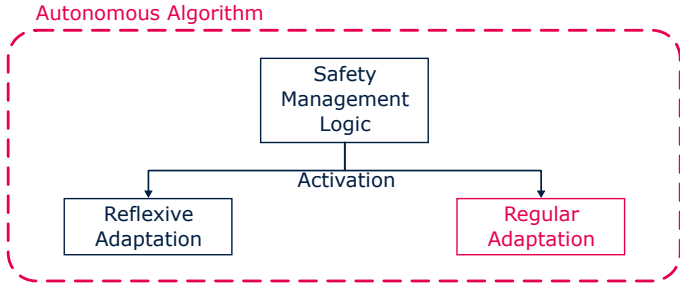 Autonomous Algorithm
Safety
Management
Logic
Activation
Reflexive
Adaptation
Regular
Adaptation